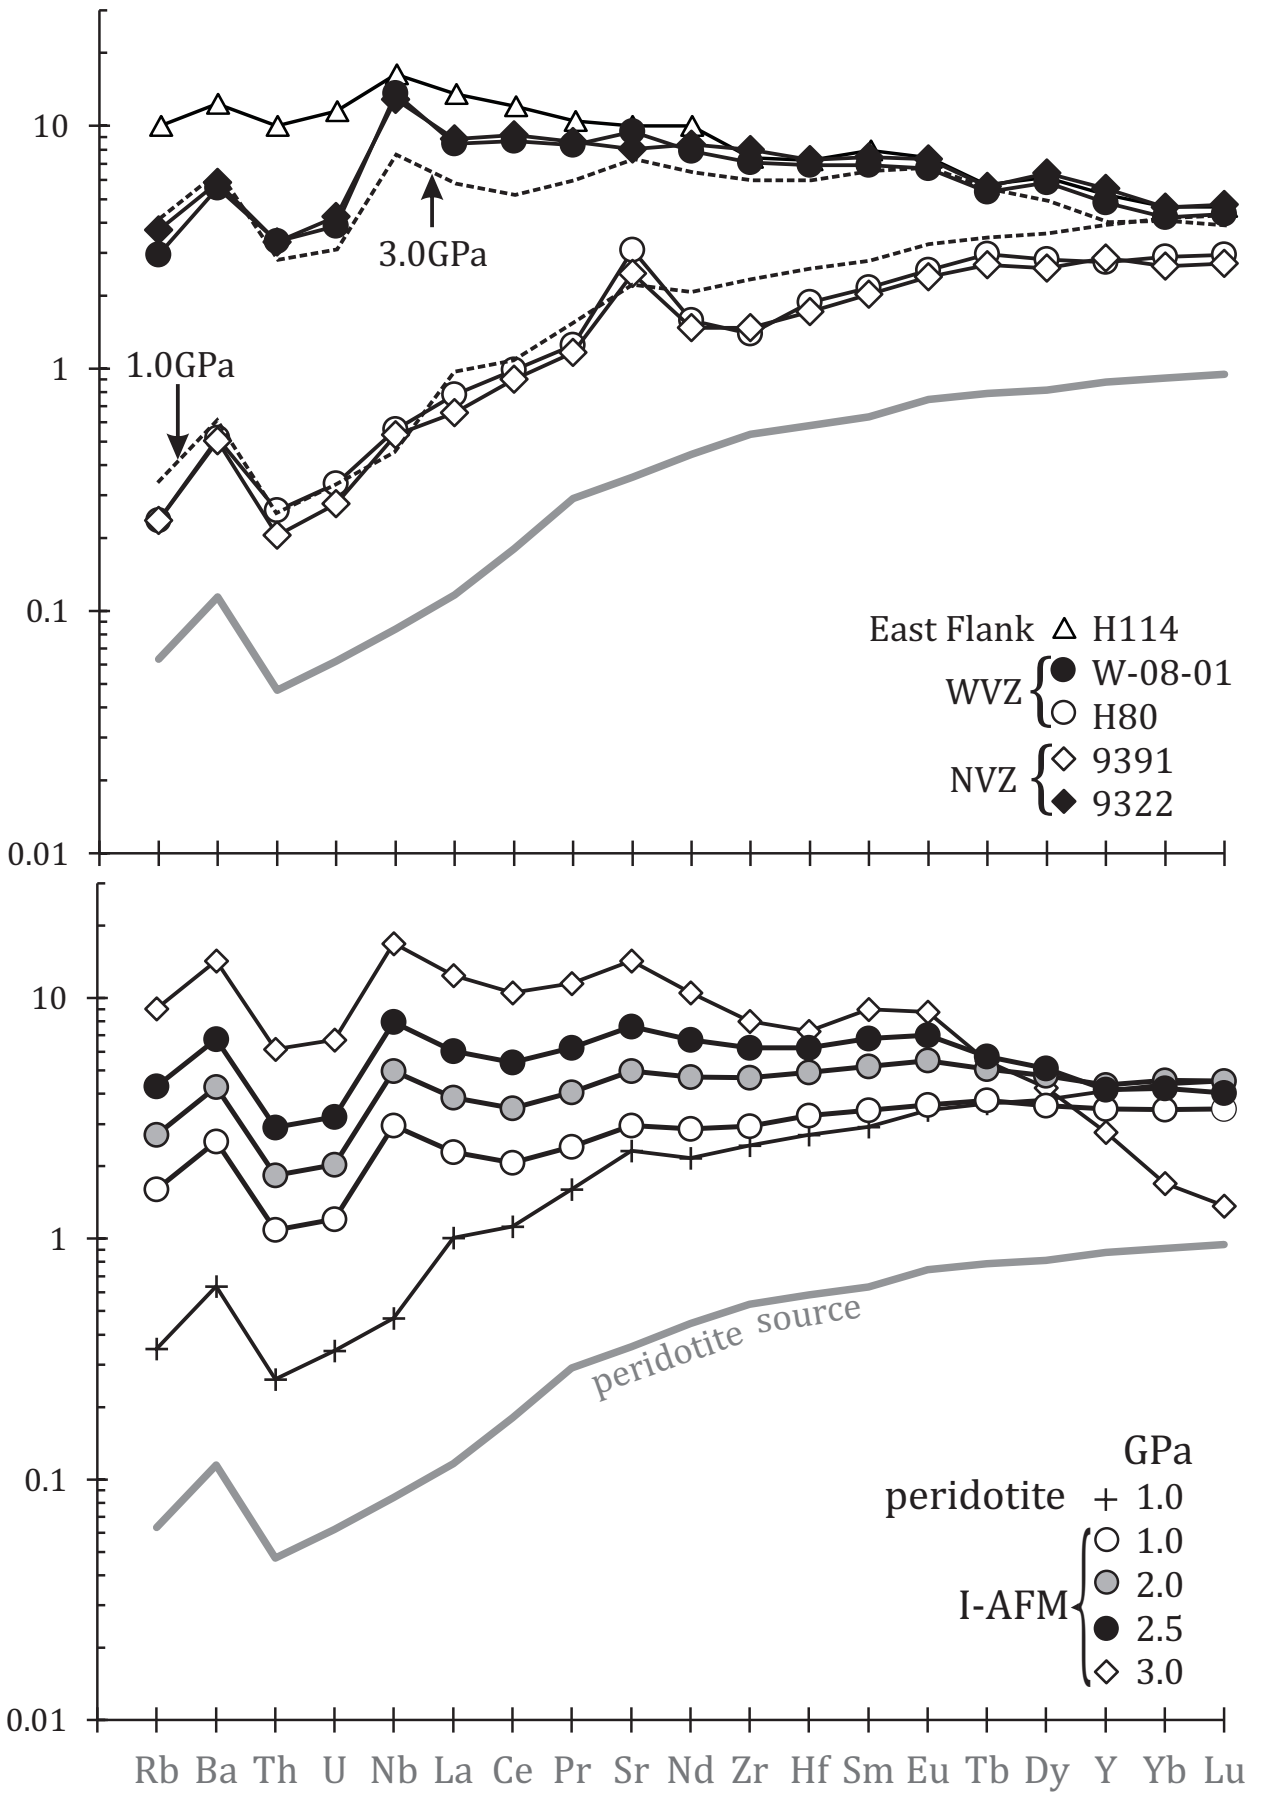 10
3.0GPa
1.0GPa
1
0.1
East Flank H114
W-08-01
WVZ
H80
9391
NVZ
9322
0.01
10
1
peridotite source
GPa
0.1
peridotite 1.0
1.0
2.0
I-AFM
2.5
3.0
0.01
Rb Ba Th U Nb La Ce Pr Sr Nd Zr Hf Sm Eu Tb Dy Y Yb Lu